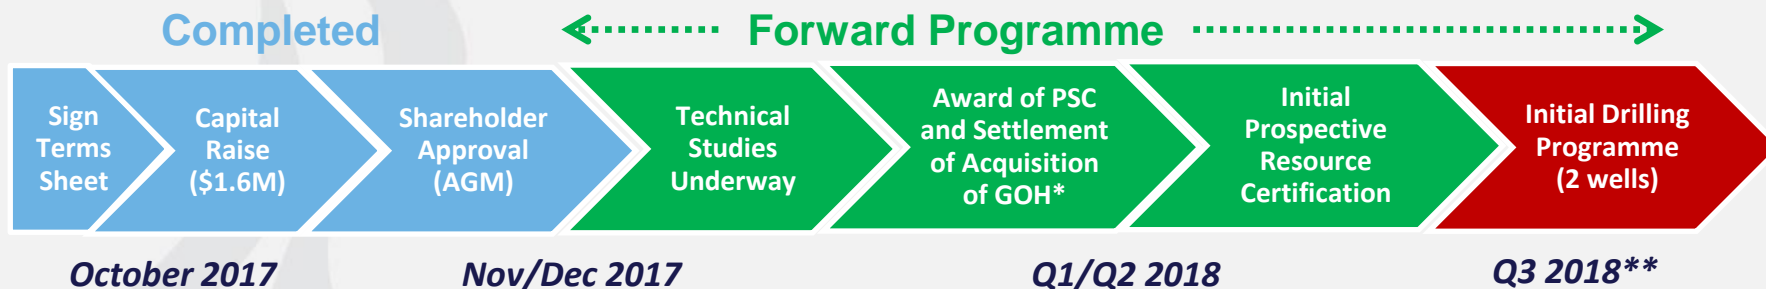 Completed
Forward Programme
Sign
Terms
Sheet
Capital
Raise
($1.6M)
Shareholder
Approval
(AGM)
Technical
Studies
Underway
Award of PSC
and Settlement
of Acquisition
of GOH*
Initial
Prospective
Resource
Certification
Initial Drilling
Programme
(2 wells)
October 2017
Nov/Dec 2017
Q1/Q2 2018
Q3 2018**